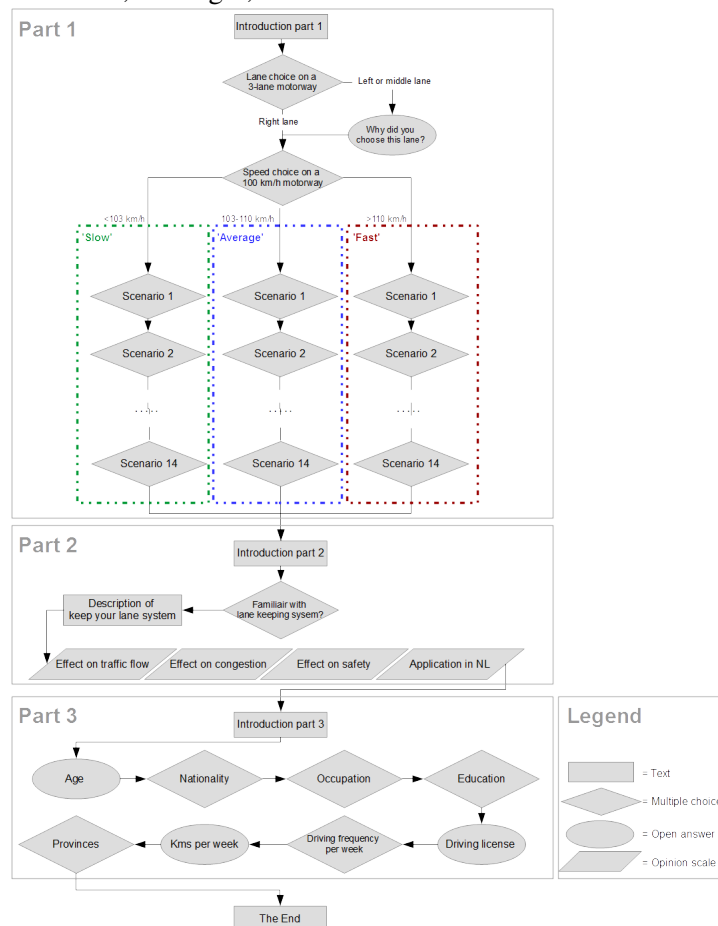 Part 1
Introduction part 1
Lane choice on a
3-lane motorway
Left or middle lane
Right lane
Why did you
choose this lane?
Speed choice on a
100 km/h motorway
<103 km/h
103-110 km/h
>110 km/h
'Slow'
'Average'
'Fast'
Scenario 1
Scenario 1
Scenario 1
Scenario 2
Scenario 2
Scenario 2
.....
.....
.....
Scenario 14
Scenario 14
Scenario 14
Part 2
Introduction part 2
Familiair with
lane keeping sysem?
Description of
keep your lane system
Effect on traffic flow
Effect on congestion
Effect on safety
Application in NL
Part 3
Introduction part 3
Age
Nationality
Occupation
Education
Provinces
Kms per week
Driving frequency
per week
Driving license
The End
Legend
= Text
= Multiple choice
= Open answer
= Opinion scale